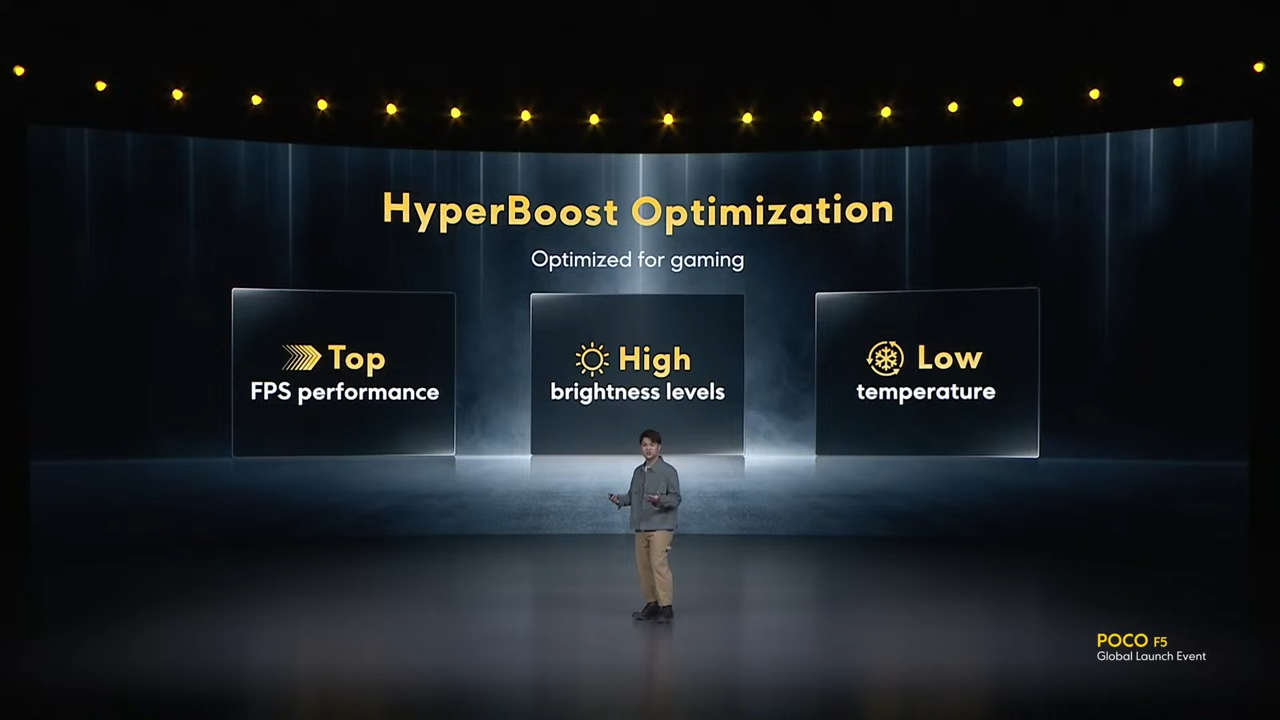 HyperBoost Optimization
Optimized for gaming
Top
FPS performance
High
brightness levels
Low
temperature
POCO F5
Global Launch Event